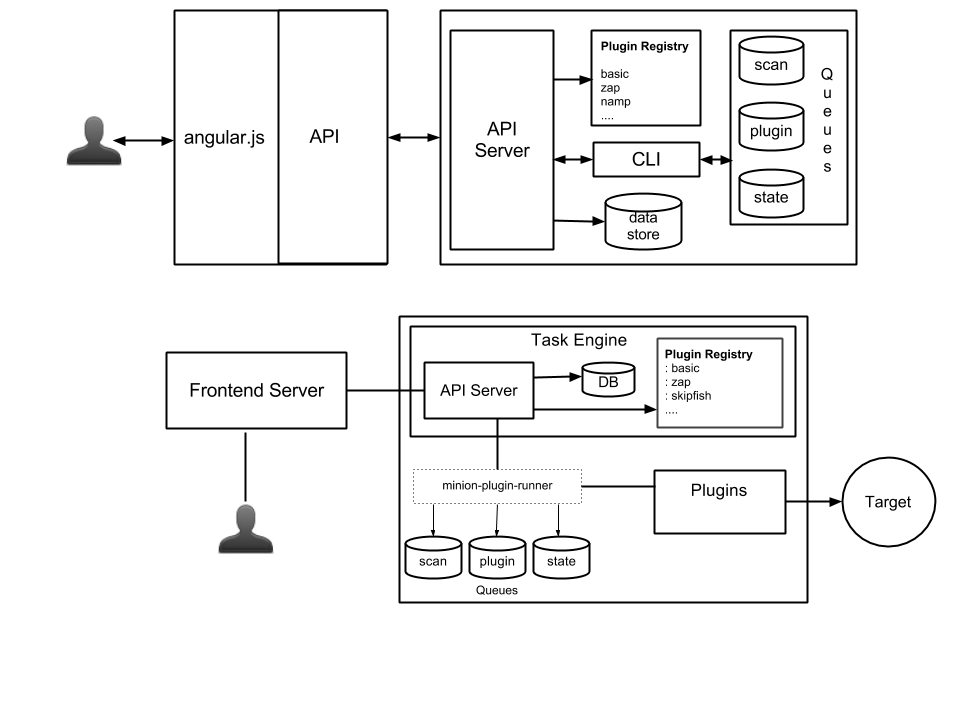 angular.js
API
API
Server
Plugin Registry
basic
zap
namp
....
CLI
data
store
scan
plugin
state
Queues
Task Engine
Frontend Server
API Server
DB
Plugin Registry
: basic
: zap
: skipfish
....
minion-plugin-runner
Plugins
Target
scan
plugin
state
Queues